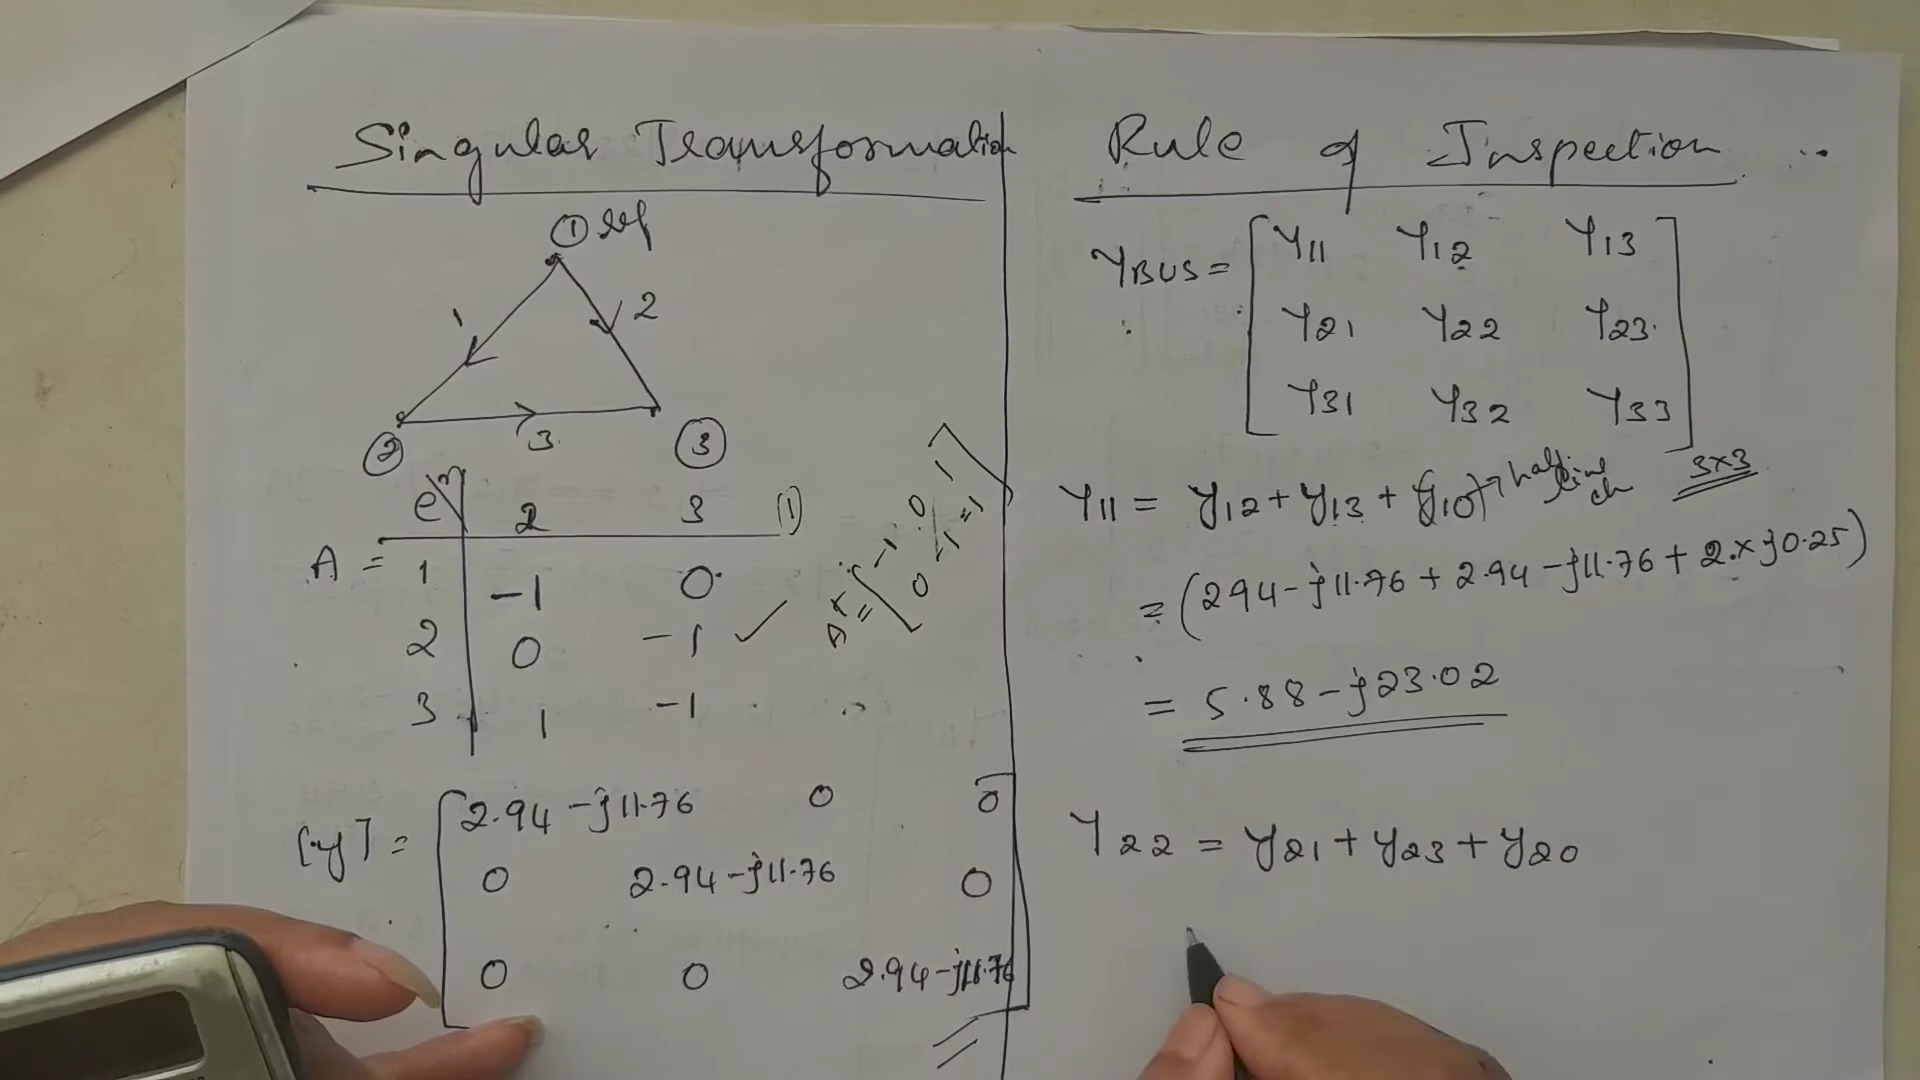 Singular Transformation
① ref
1
2
3
② ③
e n 2 3 (1)
A = 1 -1 0
2 0 -1 ✓
3 1 -1
[y] = [2.94-j11.76 0 0
0 2.94-j11.76 0
0 0 2.94-j11.76]
Rule of Inspection
YBUS = [Y11 Y12 Y13
Y21 Y22 Y23
Y31 Y32 Y33]
3x3
Y11 = y12 + y13 + y10 → half line ch
= (2.94-j11.76 + 2.94-j11.76 + 2 x j0.25)
= 5.88-j23.02
Y22 = y21 + y23 + y20